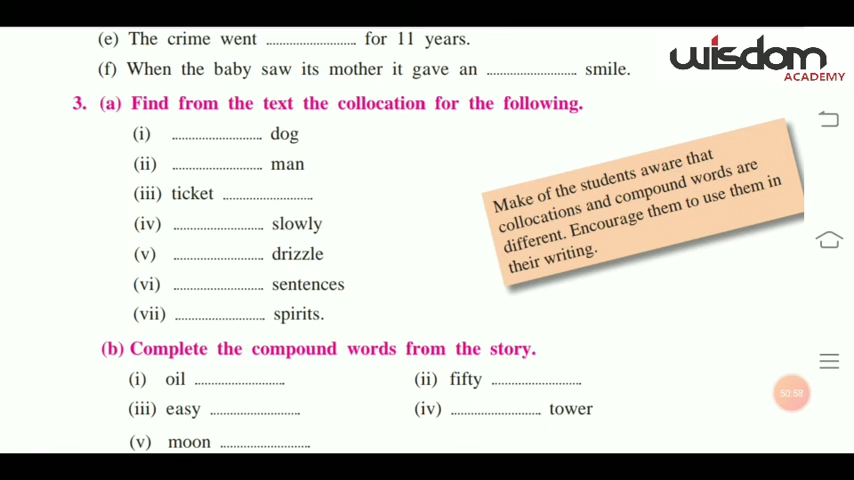 (e) The crime went .......................... for 11 years.
(f) When the baby saw its mother it gave an .......................... smile.
wisdom
ACADEMY
3. (a) Find from the text the collocation for the following.
(i) .......................... dog
(ii) .......................... man
(iii) ticket ..........................
(iv) .......................... slowly
(v) .......................... drizzle
(vi) .......................... sentences
(vii) .......................... spirits.
Make of the students aware that
collocations and compound words are
different. Encourage them to use them in
their writing.
(b) Complete the compound words from the story.
(i) oil .......................... (ii) fifty ..........................
(iii) easy .......................... (iv) .......................... tower
(v) moon ..........................
50:58